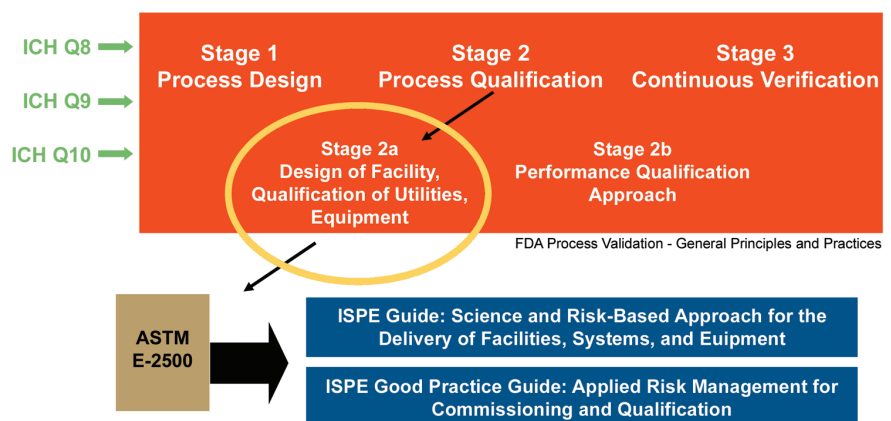 ICH Q8
ICH Q9
ICH Q10
Stage 1
Process Design
Stage 2
Process Qualification
Stage 3
Continuous Verification
Stage 2a
Design of Facility,
Qualification of Utilities,
Equipment
Stage 2b
Performance Qualification
Approach
FDA Process Validation - General Principles and Practices
ASTM
E-2500
ISPE Guide: Science and Risk-Based Approach for the
Delivery of Facilities, Systems, and Euipment
ISPE Good Practice Guide: Applied Risk Management for
Commissioning and Qualification